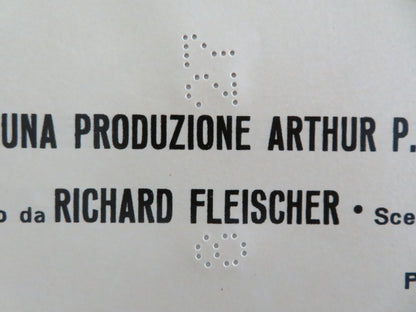 UNA PRODUZIONE ARTHUR P.
o da RICHARD FLEISCHER • Sce
P